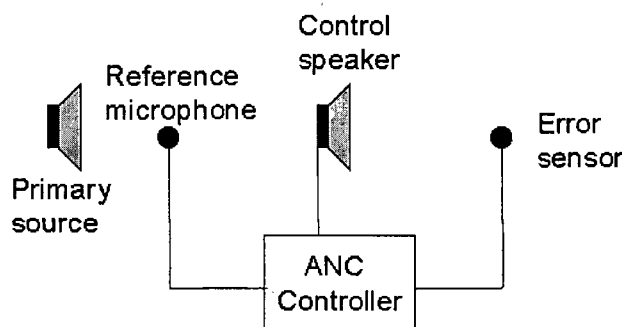 Control
speaker
Reference
microphone
Error
sensor
Primary
source
ANC
Controller